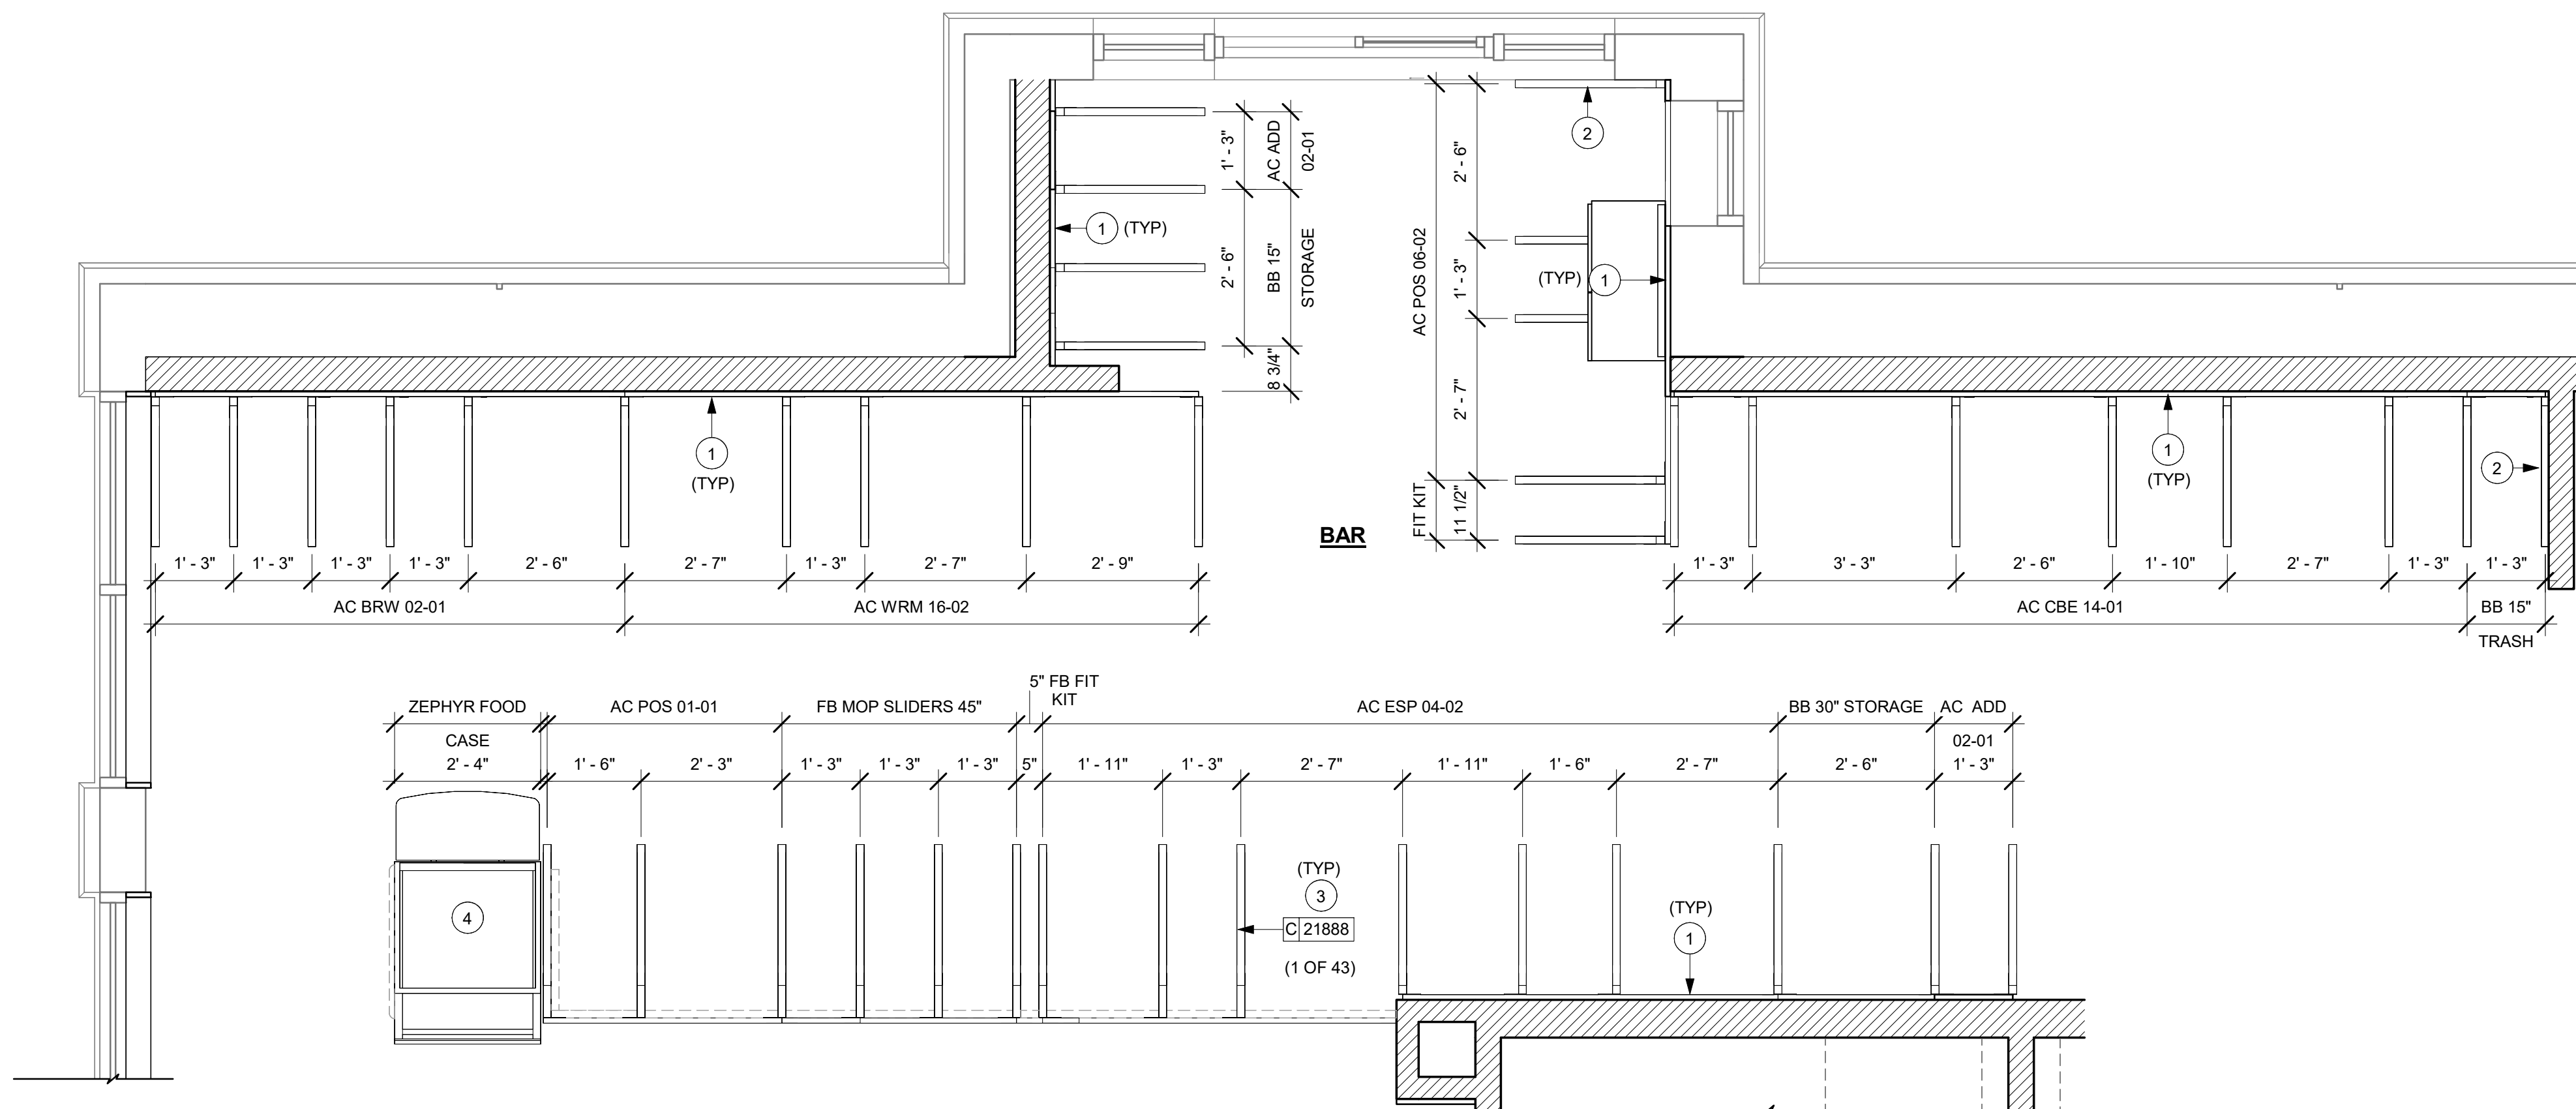 2
1' - 3"
AC ADD
02-01
2' - 6"
1 (TYP)
2' - 6"
BB 15"
STORAGE
AC POS 06-02
1' - 3"
(TYP) 1
8 3/4"
2' - 7"
1
(TYP)
1
(TYP)
2
FIT KIT
11 1/2"
BAR
1' - 3" 1' - 3" 1' - 3" 1' - 3" 2' - 6" 2' - 7" 1' - 3" 2' - 7" 2' - 9"
1' - 3" 3' - 3" 2' - 6" 1' - 10" 2' - 7" 1' - 3" 1' - 3"
AC BRW 02-01 AC WRM 16-02
AC CBE 14-01 BB 15"
TRASH
5" FB FIT
KIT
ZEPHYR FOOD AC POS 01-01 FB MOP SLIDERS 45" AC ESP 04-02 BB 30" STORAGE AC ADD
CASE
02-01
2' - 4" 1' - 6" 2' - 3" 1' - 3" 1' - 3" 1' - 3" 5" 1' - 11" 1' - 3" 2' - 7" 1' - 11" 1' - 6" 2' - 7" 2' - 6" 1' - 3"
(TYP)
3
C 21888
(1 OF 43)
4
(TYP)
1